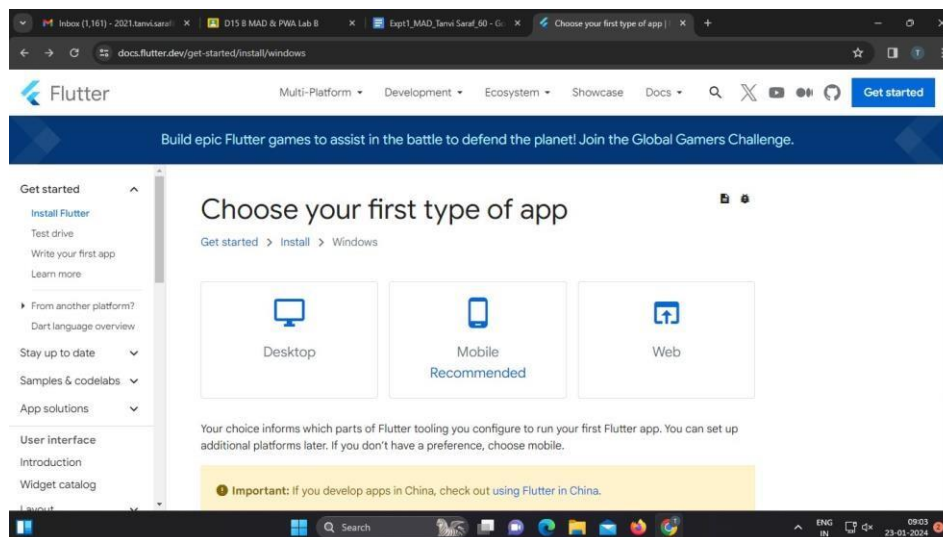 Inbox (1,161) - 2021.tanvi.saraf
D15 B MAD & PWA Lab B
Expt1_MAD_Tanvi Saraf_60 - Go
Choose your first type of app |
docs.flutter.dev/get-started/install/windows
T
Flutter
Multi-Platform
Development
Ecosystem
Showcase
Docs
Get started
Build epic Flutter games to assist in the battle to defend the planet! Join the Global Gamers Challenge.
Get started
Install Flutter
Test drive
Write your first app
Learn more
From another platform?
Dart language overview
Stay up to date
Samples & codelabs
App solutions
User interface
Introduction
Widget catalog
Layout
Choose your first type of app
Get started > Install > Windows
Desktop
Mobile
Recommended
Web
Your choice informs which parts of Flutter tooling you configure to run your first Flutter app. You can set up
additional platforms later. If you don't have a preference, choose mobile.
Important: If you develop apps in China, check out using Flutter in China.
Search
ENG
IN
09:03
23-01-2024